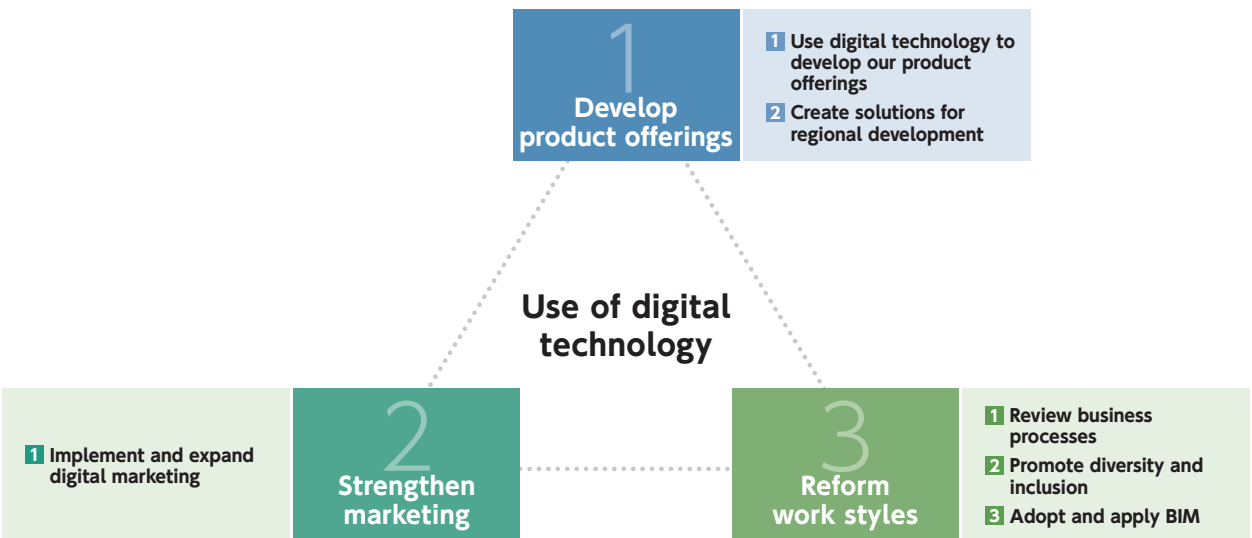 1
Develop
product offerings
1 Use digital technology to
develop our product
offerings
2 Create solutions for
regional development
Use of digital
technology
1 Implement and expand
digital marketing
2
Strengthen
marketing
3
Reform
work styles
1 Review business
processes
2 Promote diversity and
inclusion
3 Adopt and apply BIM